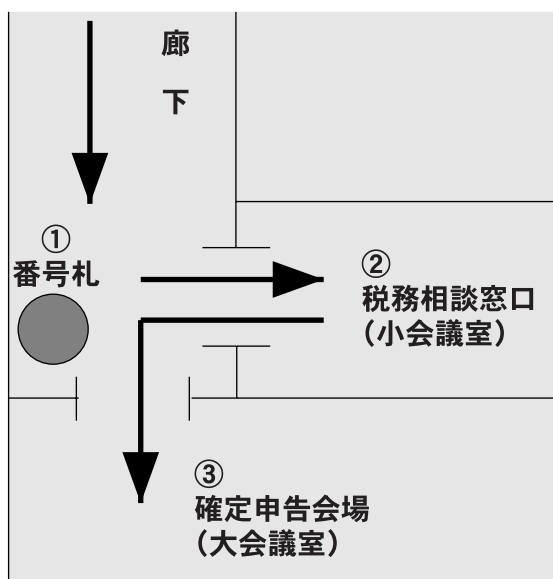 廊下
①
番号札
②
税務相談窓口
（小会議室）
③
確定申告会場
（大会議室）